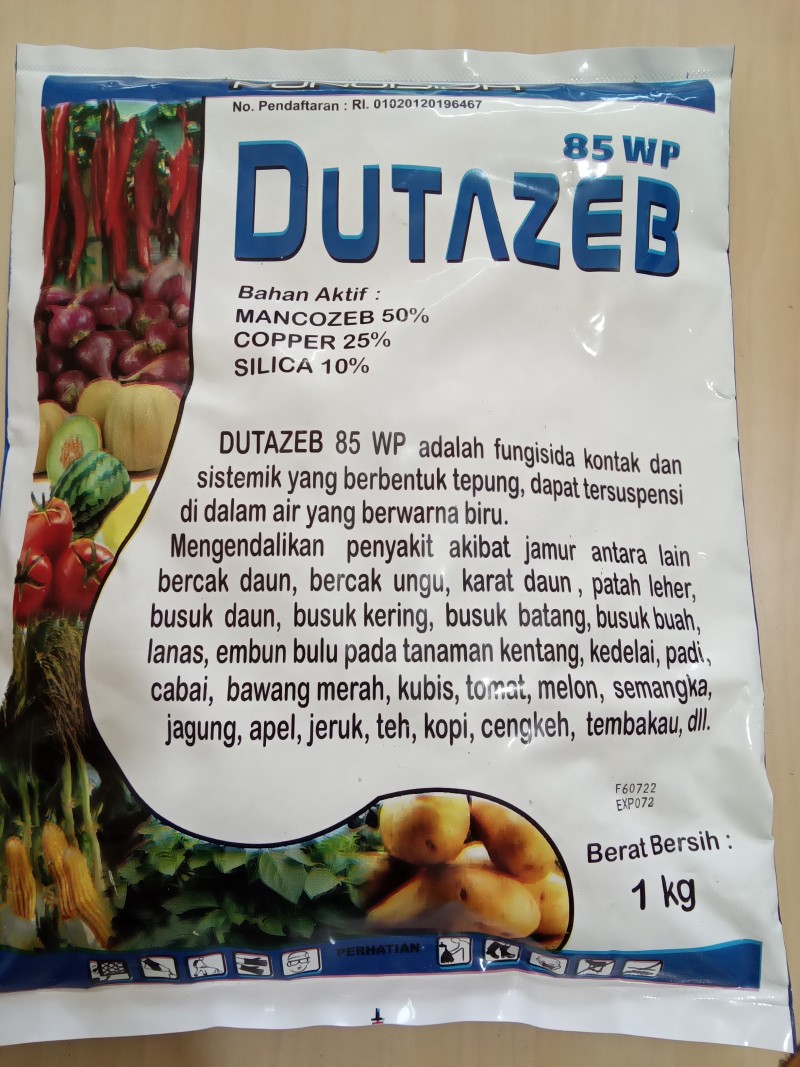 No. Pendaftaran : RI. 01020120196467
85 WP
DUTAZEB
Bahan Aktif :
MANCOZEB 50%
COPPER 25%
SILICA 10%
DUTAZEB 85 WP adalah fungisida kontak dan
sistemik yang berbentuk tepung, dapat tersuspensi
di dalam air yang berwarna biru.
Mengendalikan penyakit akibat jamur antara lain
bercak daun, bercak ungu, karat daun , patah leher,
busuk daun, busuk kering, busuk batang, busuk buah,
lanas, embun bulu pada tanaman kentang, kedelai, padi,
cabai, bawang merah, kubis, tomat, melon, semangka,
jagung, apel, jeruk, teh, kopi, cengkeh, tembakau, dll.
F60722
EXP072
Berat Bersih :
1 kg
PERHATIAN